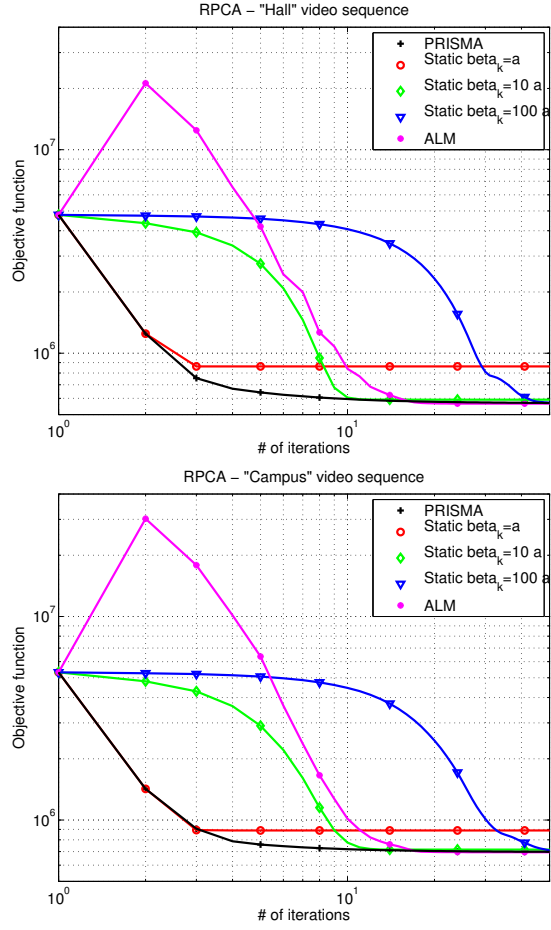 RPCA − "Hall" video sequence
PRISMA
Static beta_k=a
Static beta_k=10 a
Static beta_k=100 a
ALM
10^7
10^6
Objective function
10^0
10^1
# of iterations
RPCA − "Campus" video sequence
PRISMA
Static beta_k=a
Static beta_k=10 a
Static beta_k=100 a
ALM
10^7
10^6
Objective function
10^0
10^1
# of iterations